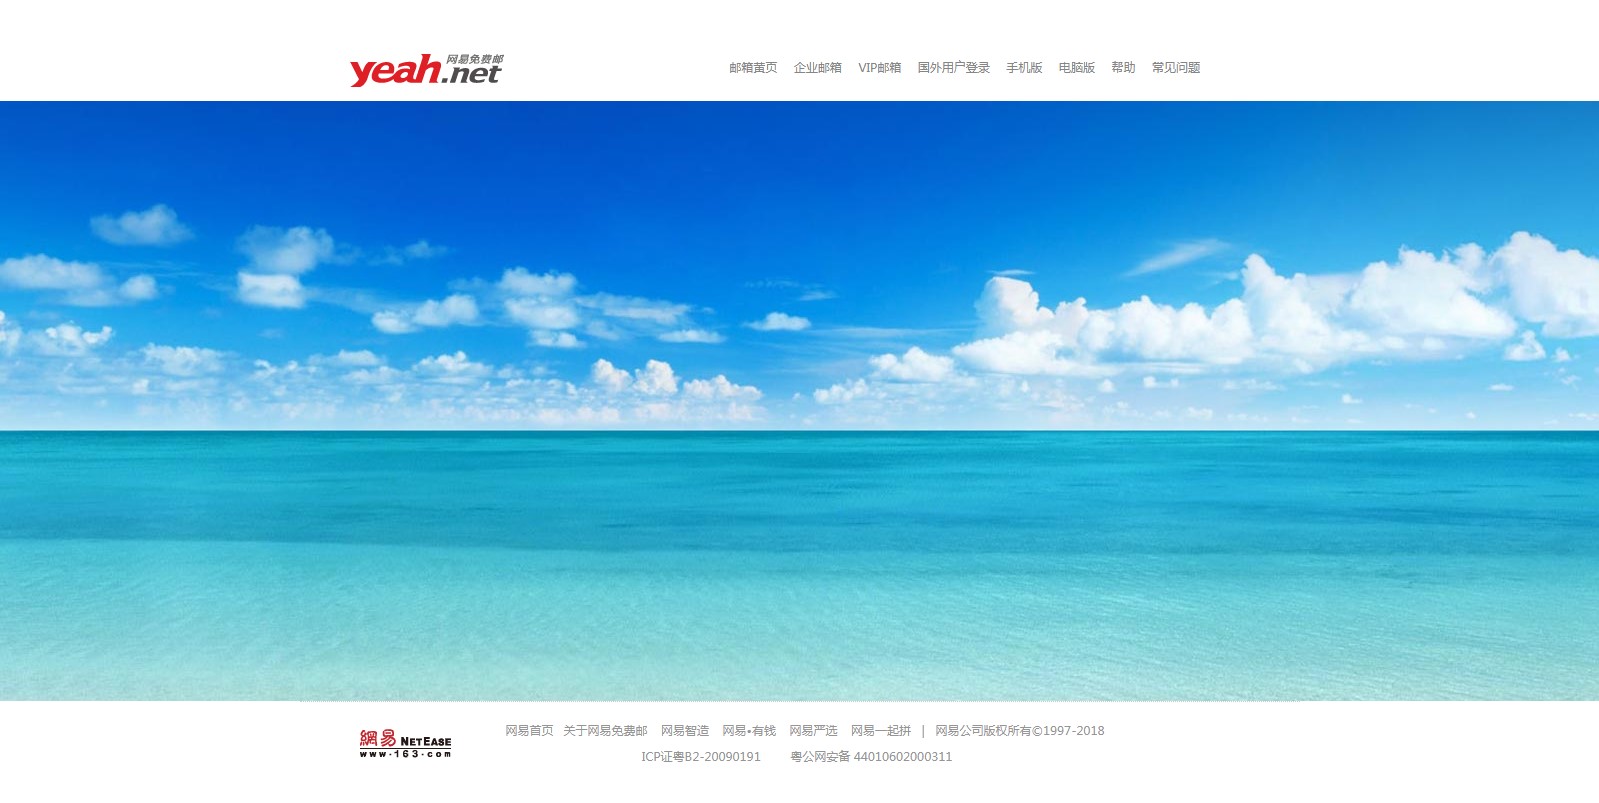 yeah.net 网易免费邮
邮箱黄页 企业邮箱 VIP邮箱 国外用户登录 手机版 电脑版 帮助 常见问题
網易 NETEASE
www.163.com
网易首页 关于网易免费邮 网易智造 网易•有钱 网易严选 网易一起拼 | 网易公司版权所有©1997-2018
ICP证粤B2-20090191 粤公网安备 44010602000311